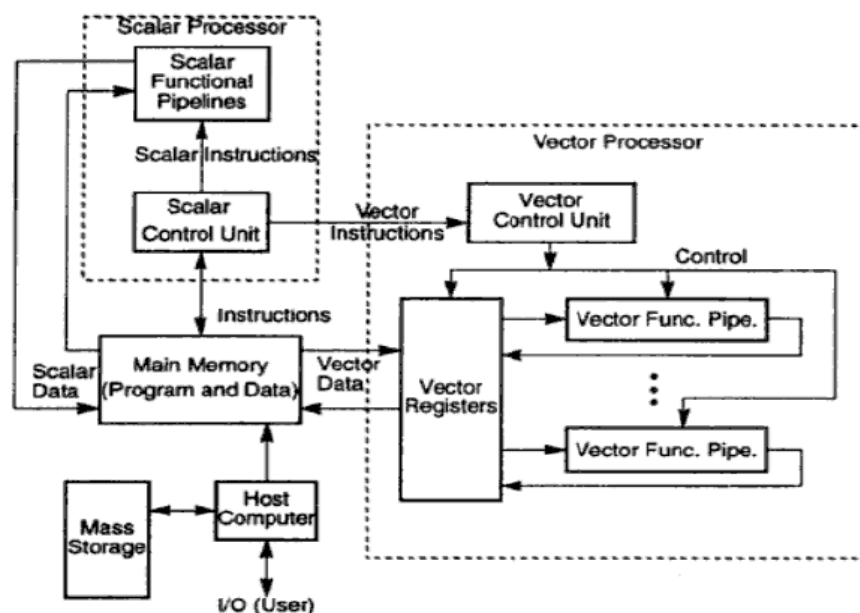 Scalar Processor
Scalar
Functional
Pipelines
Scalar Instructions
Scalar
Control Unit
Vector
Instructions
Vector Processor
Vector
Control Unit
Control
Instructions
Main Memory
(Program and Data)
Scalar
Data
Vector
Data
Vector
Registers
Vector Func. Pipe.
Vector Func. Pipe.
Mass
Storage
Host
Computer
I/O (User)